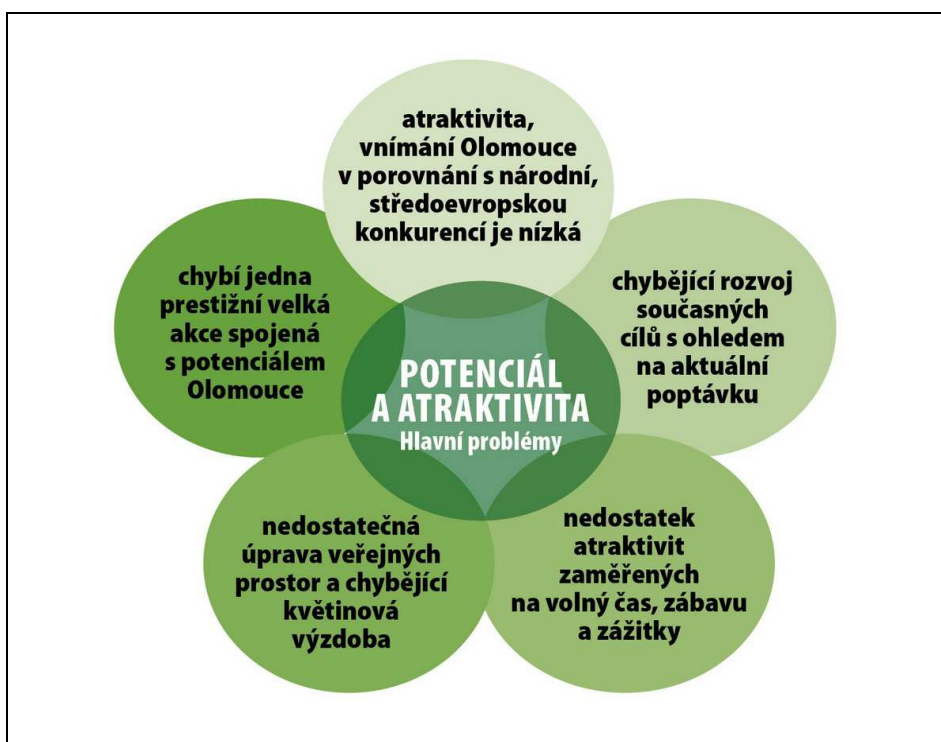 atraktivita,
vnímání Olomouce
v porovnání s národní,
středoevropskou
konkurencí je nízká
chybějící rozvoj
současných
cílů s ohledem
na aktuální
poptávku
nedostatek
atraktivit
zaměřených
na volný čas, zábavu
a zážitky
nedostatečná
úprava veřejných
prostor a chybějící
květinová
výzdoba
chybí jedna
prestižní velká
akce spojená
s potenciálem
Olomouce
POTENCIÁL
A ATRAKTIVITA
Hlavní problémy